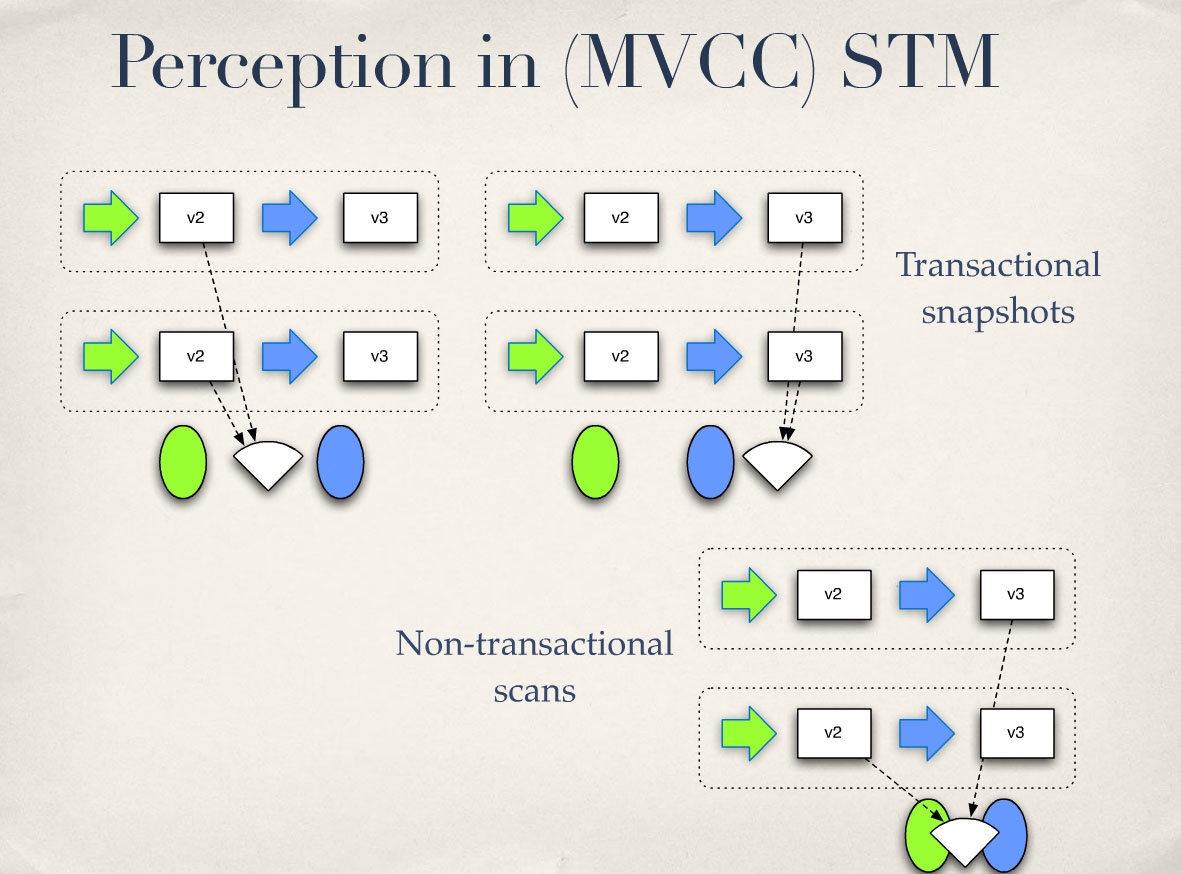 Perception in (MVCC) STM
v2 v3
v2 v3
v2 v3
v2 v3
Transactional
snapshots
Non-transactional
scans
v2 v3
v2 v3